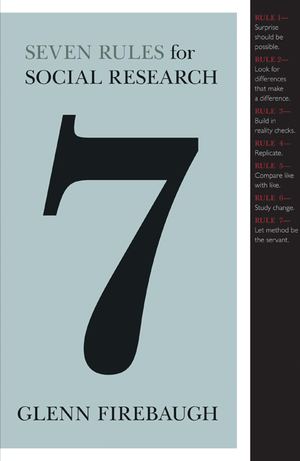 SEVEN RULES for
SOCIAL RESEARCH
7
GLENN FIREBAUGH
RULE 1—
Surprise
should be
possible.
RULE 2—
Look for
differences
that make
a difference.
RULE 3—
Build in
reality checks.
RULE 4—
Replicate.
RULE 5—
Compare like
with like.
RULE 6—
Study change.
RULE 7—
Let method be
the servant.